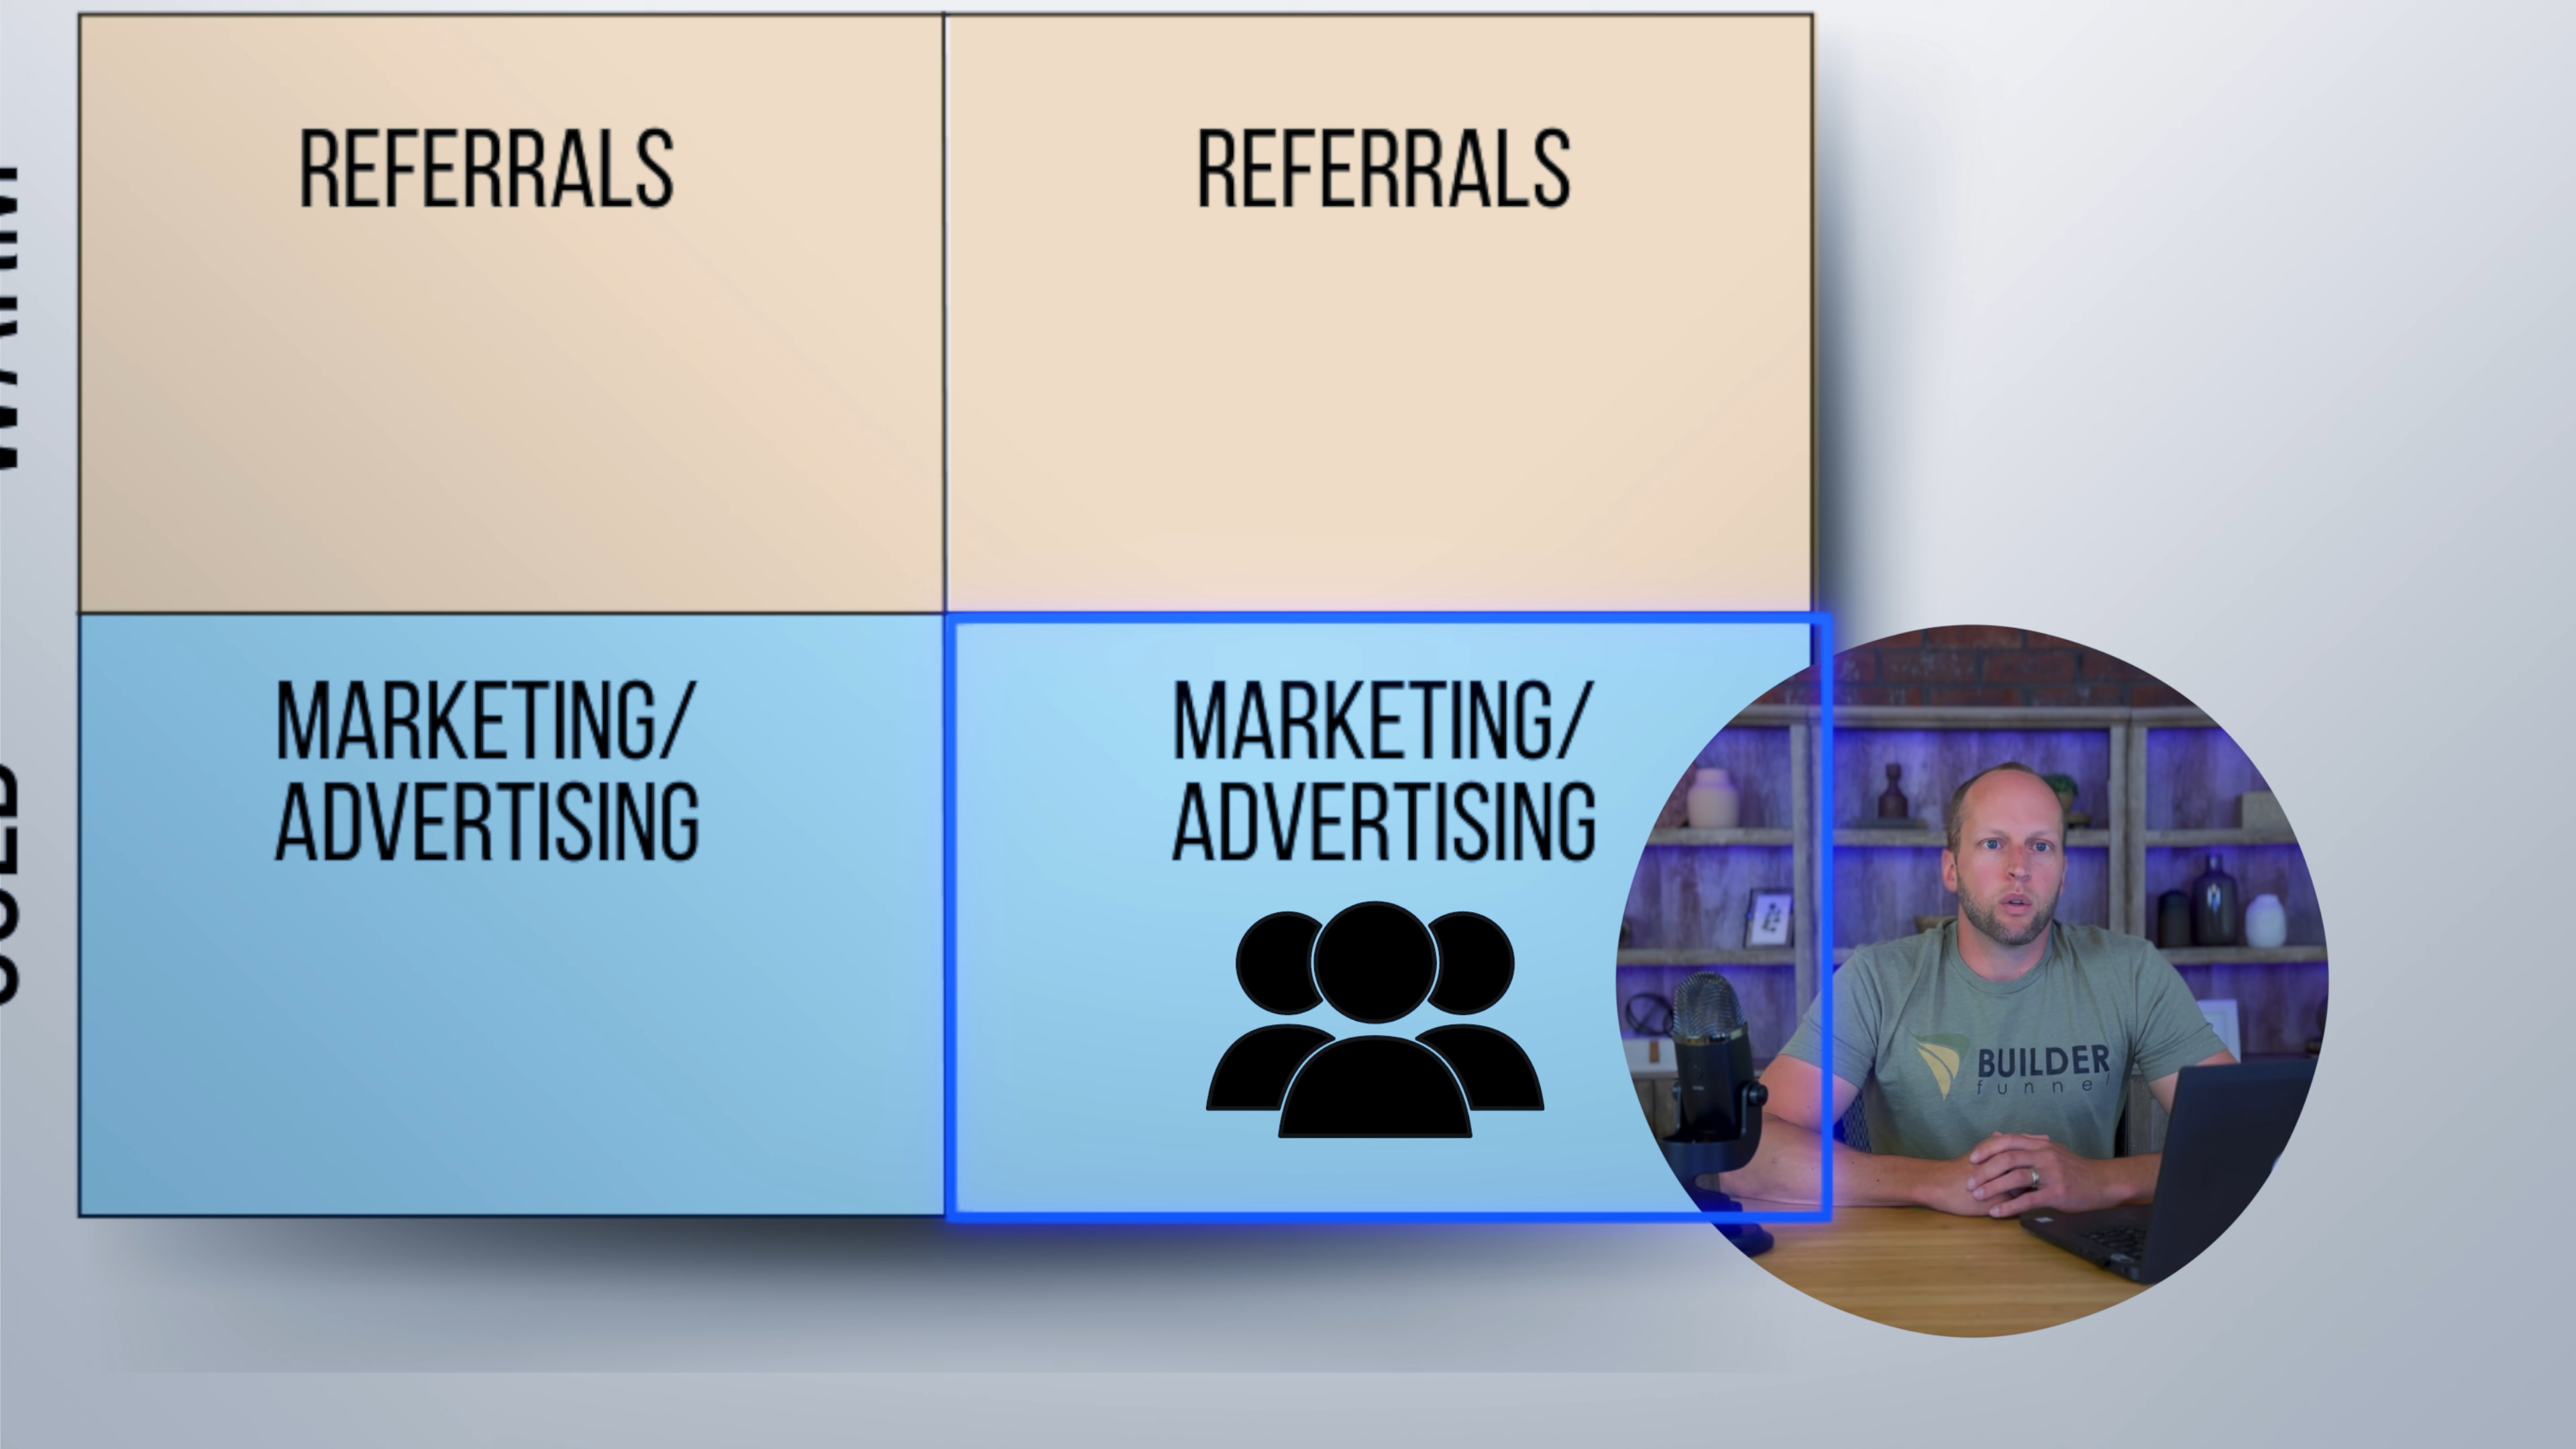 REFERRALS
REFERRALS
MARKETING/
ADVERTISING
MARKETING/
ADVERTISING
BUILDER
funnel